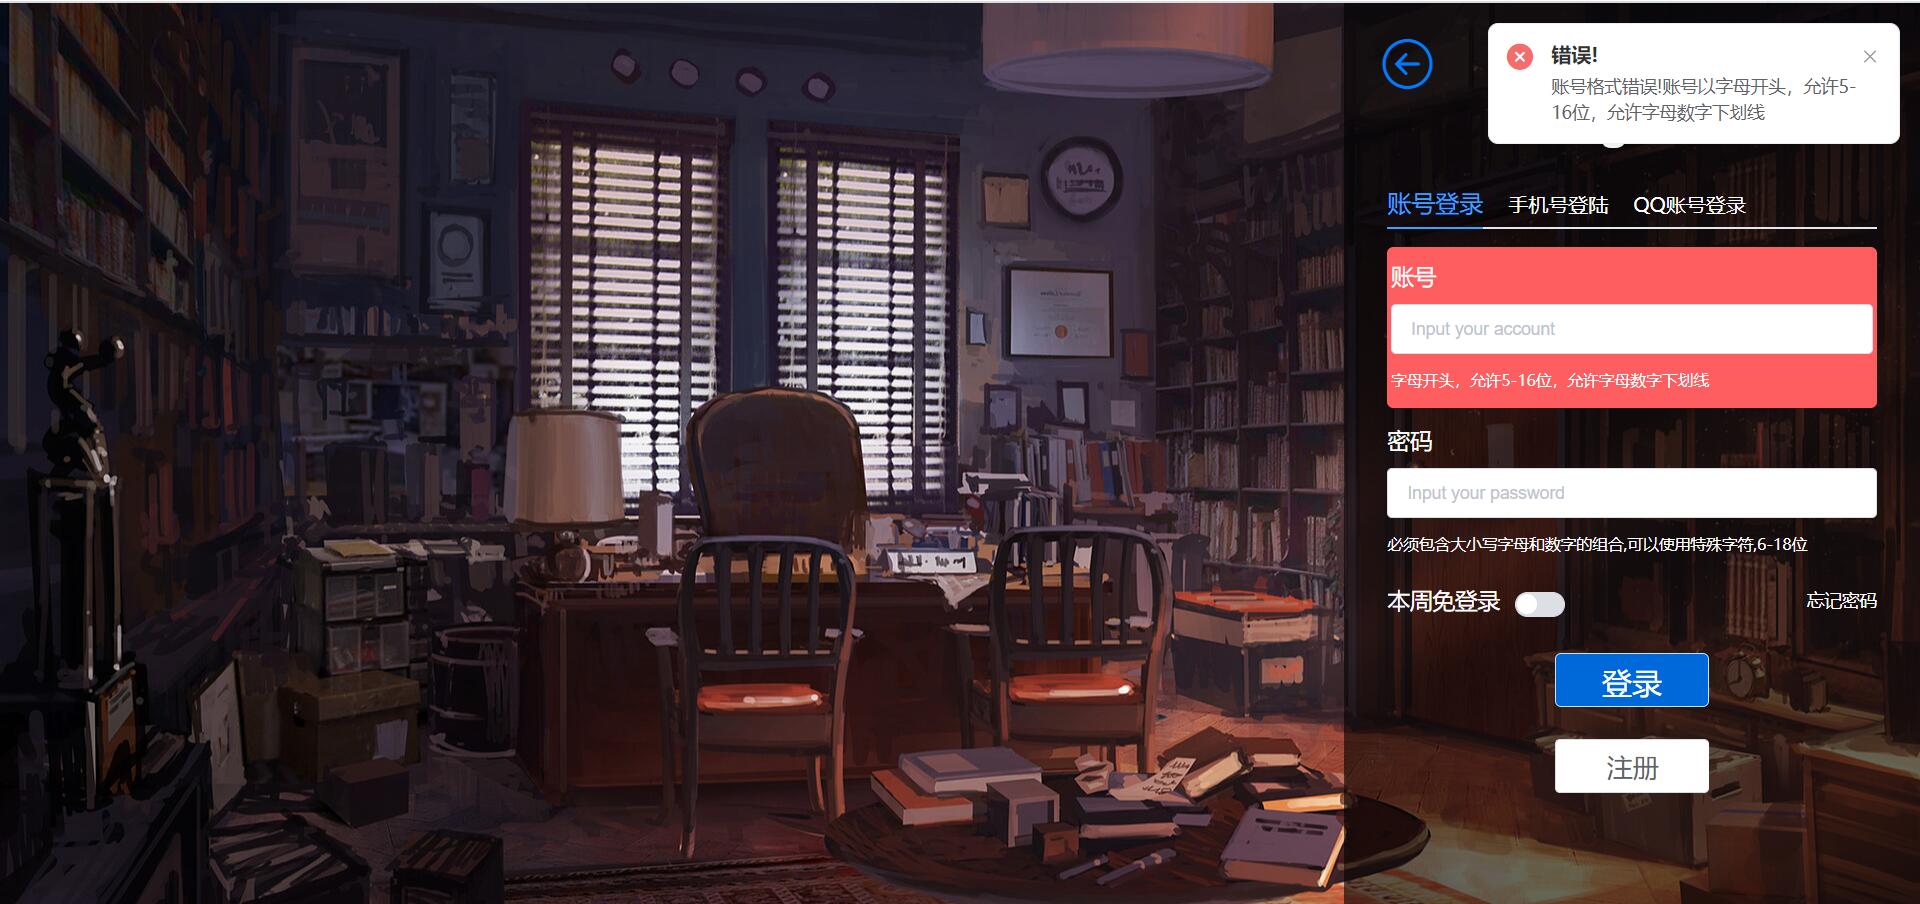 错误!
账号格式错误!账号以字母开头，允许5-
16位，允许字母数字下划线
账号登录 手机号登陆 QQ账号登录
账号
Input your account
字母开头，允许5-16位，允许字母数字下划线
密码
Input your password
必须包含大小写字母和数字的组合,可以使用特殊字符,6-18位
本周免登录 忘记密码
登录
注册